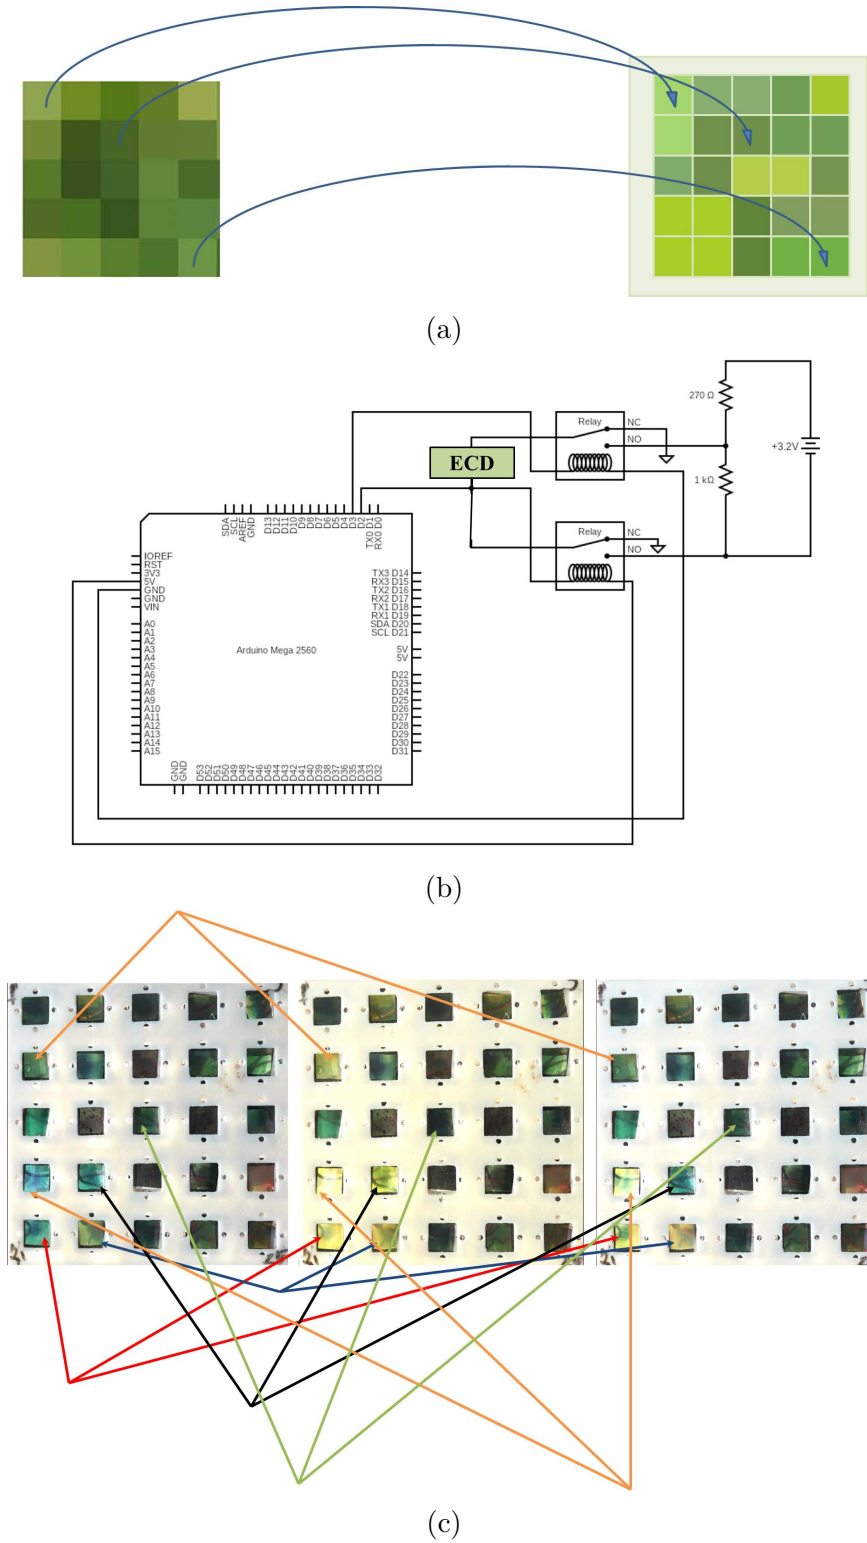 (a)
270 Ω
Relay
NC
NO
+3.2V
ECD
1 kΩ
Relay
NC
NO
SDA
SCL
AREF
GND
D13
D12
D11
D10
D9
D8
D7
D6
D5
D4
D3
D2
TX0 D1
RX0 D0
IOREF
RST
3V3
5V
GND
GND
VIN
A0
A1
A2
A3
A4
A5
A6
A7
A8
A9
A10
A11
A12
A13
A14
A15
Arduino Mega 2560
TX3 D14
RX3 D15
TX2 D16
RX2 D17
TX1 D18
RX1 D19
SDA D20
SCL D21
5V
5V
D22
D23
D24
D25
D26
D27
D28
D29
D30
D31
GND
GND
D53
D52
D51
D50
D49
D48
D47
D46
D45
D44
D43
D42
D41
D40
D39
D38
D37
D36
D35
D34
D33
D32
(b)
(c)